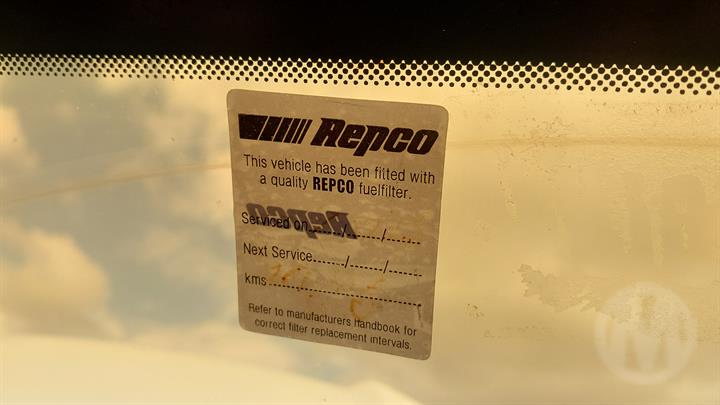 Repco
This vehicle has been fitted with
a quality REPCO fuelfilter.
Serviced on....../....../......
Next Service....../....../......
kms..............................
Refer to manufacturers handbook for
correct filter replacement intervals.
Repco
M